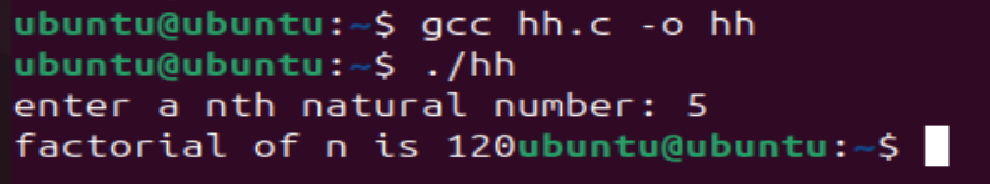 ubuntu@ubuntu:~$ gcc hh.c -o hh
ubuntu@ubuntu:~$ ./hh
enter a nth natural number: 5
factorial of n is 120ubuntu@ubuntu:~$